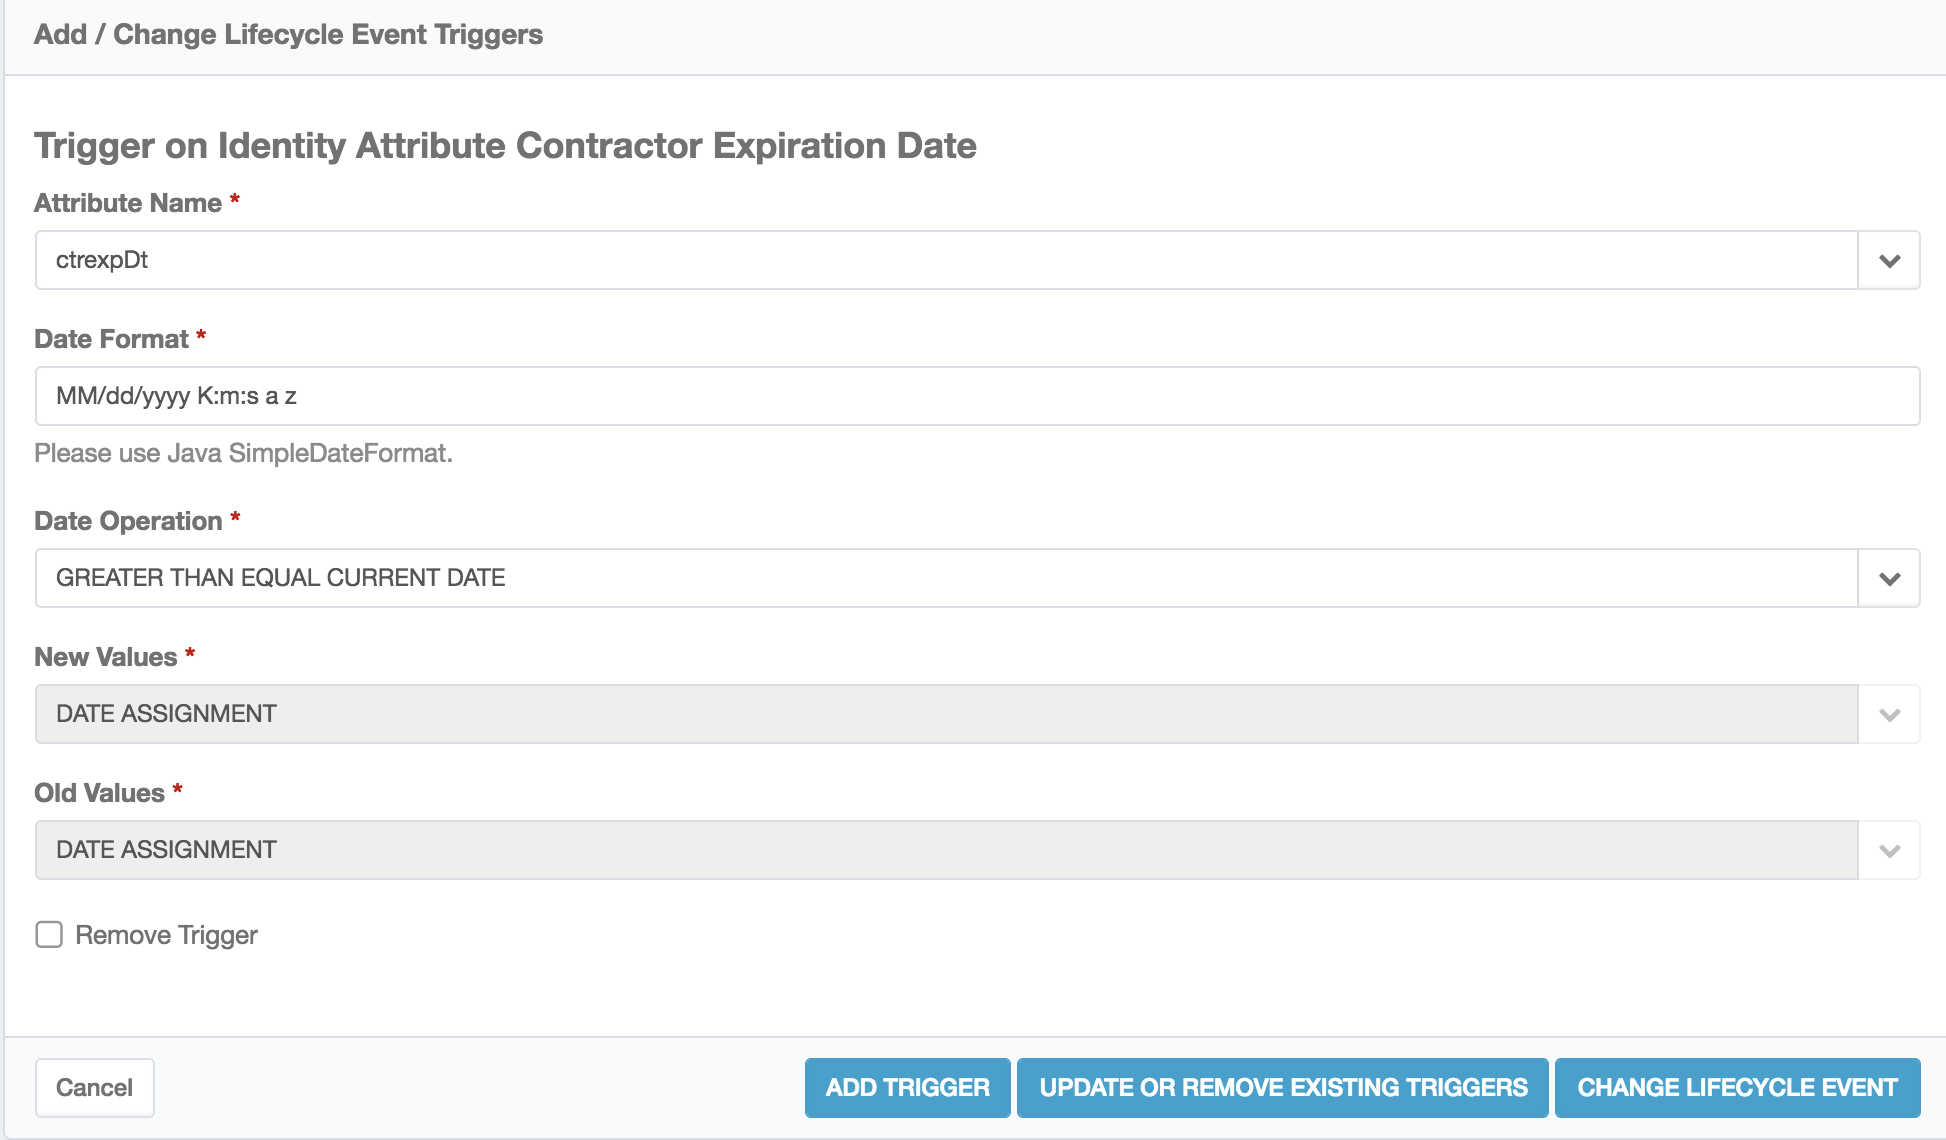 Add / Change Lifecycle Event Triggers
Trigger on Identity Attribute Contractor Expiration Date
Attribute Name *
ctrexpDt
Date Format *
MM/dd/yyyy K:m:s a z
Please use Java SimpleDateFormat.
Date Operation *
GREATER THAN EQUAL CURRENT DATE
New Values *
DATE ASSIGNMENT
Old Values *
DATE ASSIGNMENT
Remove Trigger
Cancel ADD TRIGGER UPDATE OR REMOVE EXISTING TRIGGERS CHANGE LIFECYCLE EVENT